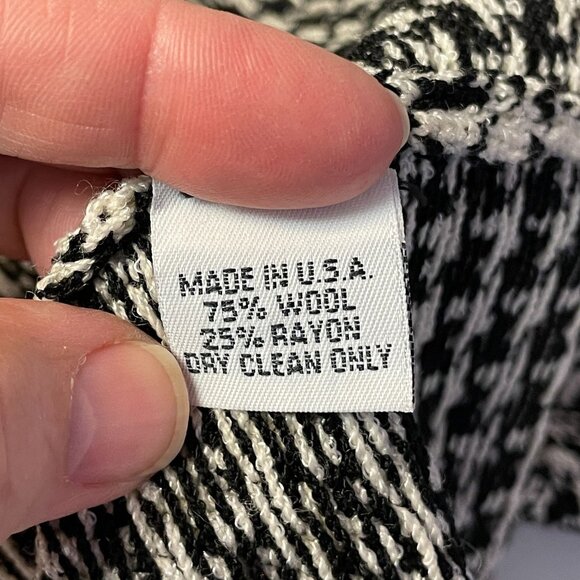 MADE IN U.S.A.
75% WOOL
25% RAYON
DRY CLEAN ONLY